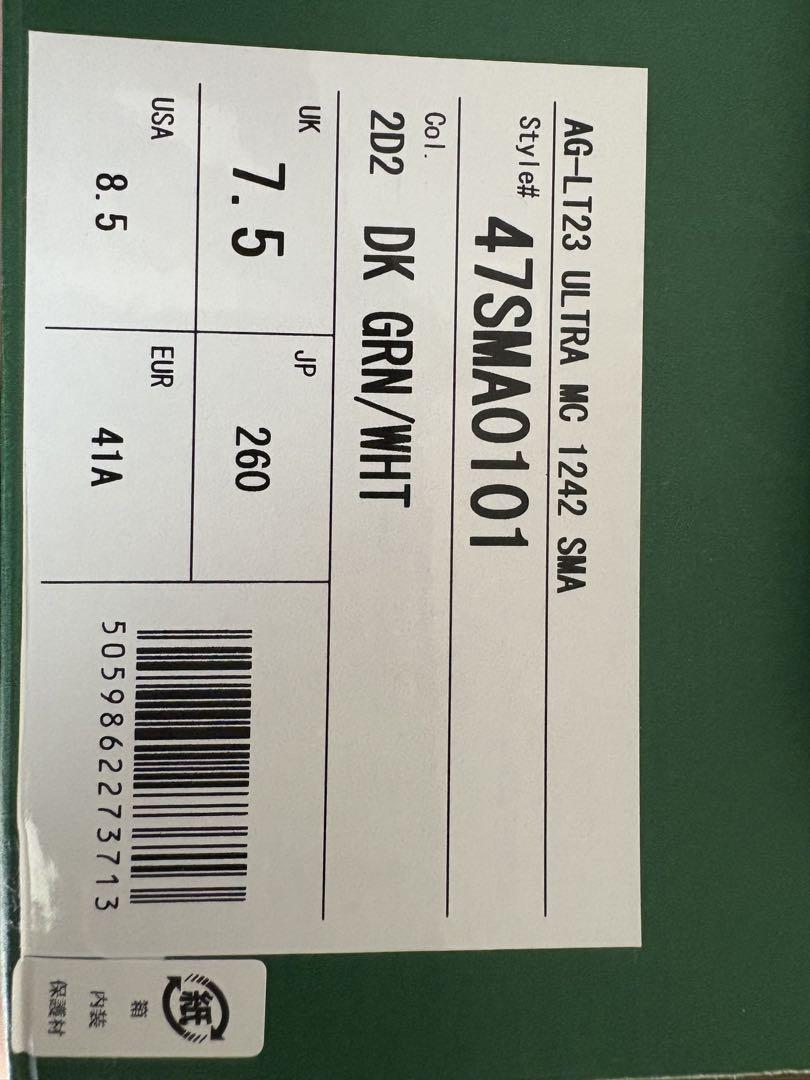 AG-LT23 ULTRA MC 1242 SMA
Style# 47SMA0101
Col.
2D2 DK GRN/WHT
UK 7.5
JP 260
USA 8.5
EUR 41A
5059862273713
紙
箱
内装
保護材